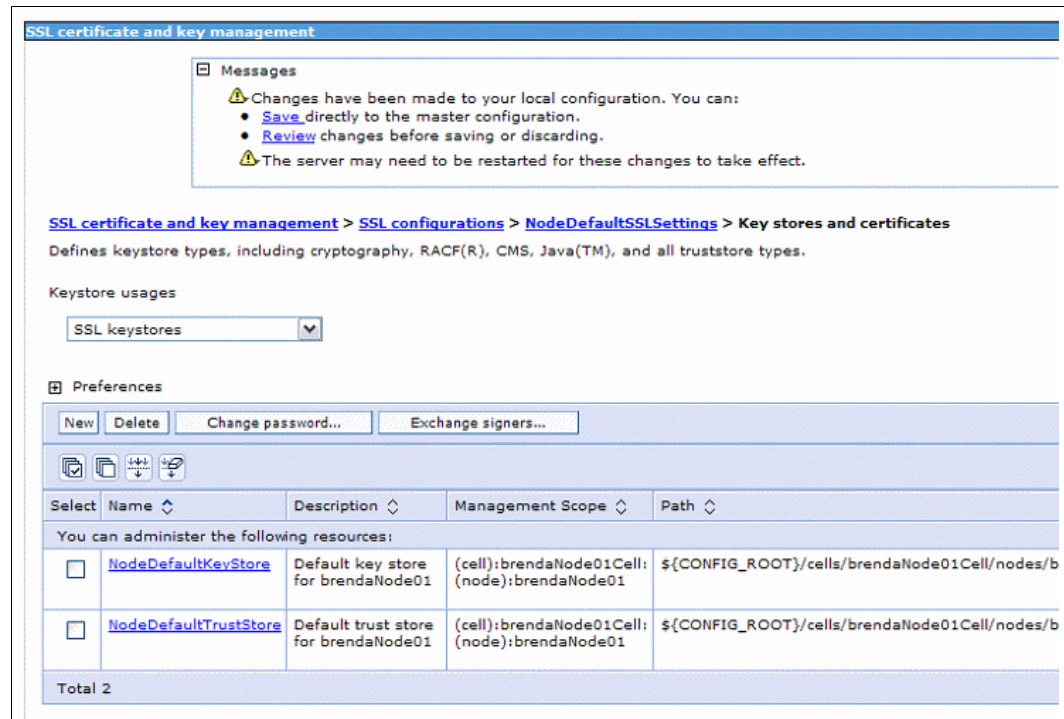 SSL certificate and key management
Messages
Changes have been made to your local configuration. You can:
Save directly to the master configuration.
Review changes before saving or discarding.
The server may need to be restarted for these changes to take effect.
SSL certificate and key management > SSL configurations > NodeDefaultSSLSettings > Key stores and certificates
Defines keystore types, including cryptography, RACF(R), CMS, Java(TM), and all truststore types.
Keystore usages
SSL keystores
Preferences
New Delete Change password... Exchange signers...
Select Name Description Management Scope Path
You can administer the following resources:
NodeDefaultKeyStore Default key store (cell):brendaNode01Cell: ${CONFIG_ROOT}/cells/brendaNode01Cell/nodes/b
for brendaNode01 (node):brendaNode01
NodeDefaultTrustStore Default trust store (cell):brendaNode01Cell: ${CONFIG_ROOT}/cells/brendaNode01Cell/nodes/b
for brendaNode01 (node):brendaNode01
Total 2